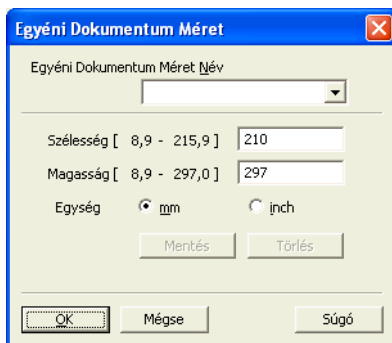 Egyéni Dokumentum Méret
Egyéni Dokumentum Méret Név
Szélesség [ 8,9 - 215,9 ] 210
Magasság [ 8,9 - 297,0 ] 297
Egység mm inch
Mentés Törlés
OK Mégse Súgó